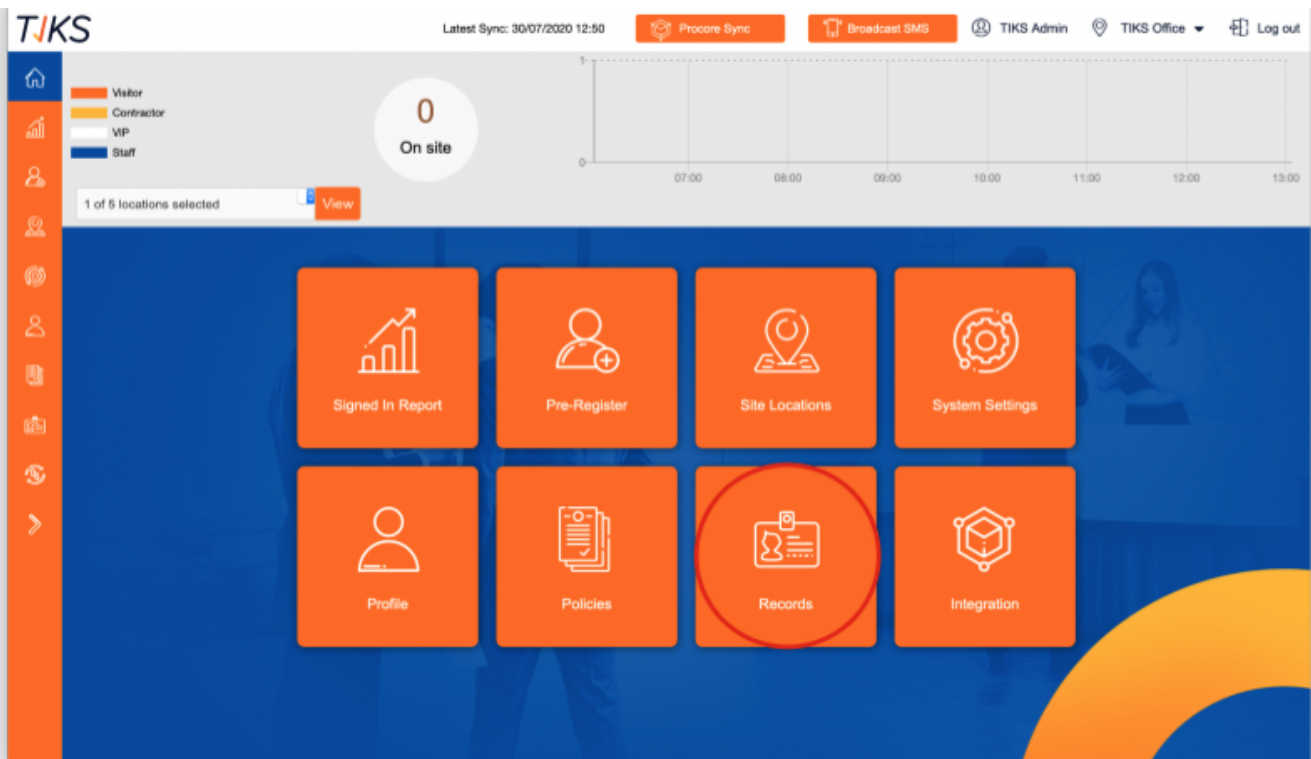 TIKS
Latest Sync: 30/07/2020 12:50
Procore Sync
Broadcast SMS
TIKS Admin
TIKS Office
Log out
Visitor
Contractor
VIP
Staff
0
On site
1
0
07:00 08:00 09:00 10:00 11:00 12:00 13:00
1 of 5 locations selected
View
Signed In Report
Pre-Register
Site Locations
System Settings
Profile
Policies
Records
Integration